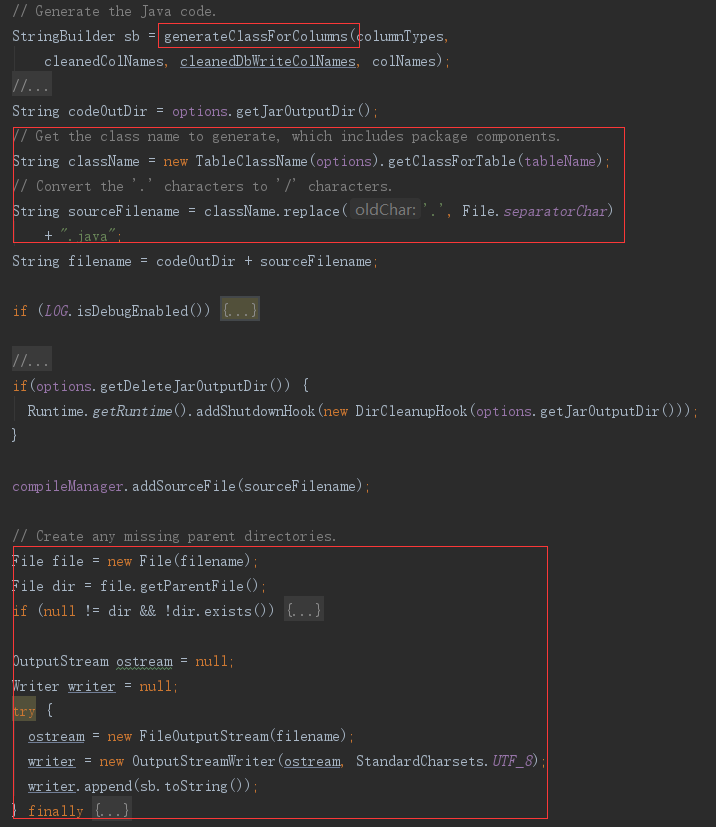 // Generate the Java code.
StringBuilder sb = generateClassForColumns(columnTypes,
    cleanedColNames, cleanedDbWriteColNames, colNames);
//...
String codeOutDir = options.getJarOutputDir();
// Get the class name to generate, which includes package components.
String className = new TableClassName(options).getClassForTable(tableName);
// Convert the '.' characters to '/' characters.
String sourceFilename = className.replace( oldChar: '.', File.separatorChar)
    + ".java";
String filename = codeOutDir + sourceFilename;
if (LOG.isDebugEnabled()) {...}
//...
if(options.getDeleteJarOutputDir()) {
  Runtime.getRuntime().addShutdownHook(new DirCleanupHook(options.getJarOutputDir()));
}
compileManager.addSourceFile(sourceFilename);
// Create any missing parent directories.
File file = new File(filename);
File dir = file.getParentFile();
if (null != dir && !dir.exists()) {...}
OutputStream ostream = null;
Writer writer = null;
try {
  ostream = new FileOutputStream(filename);
  writer = new OutputStreamWriter(ostream, StandardCharsets.UTF_8);
  writer.append(sb.toString());
} finally {...}